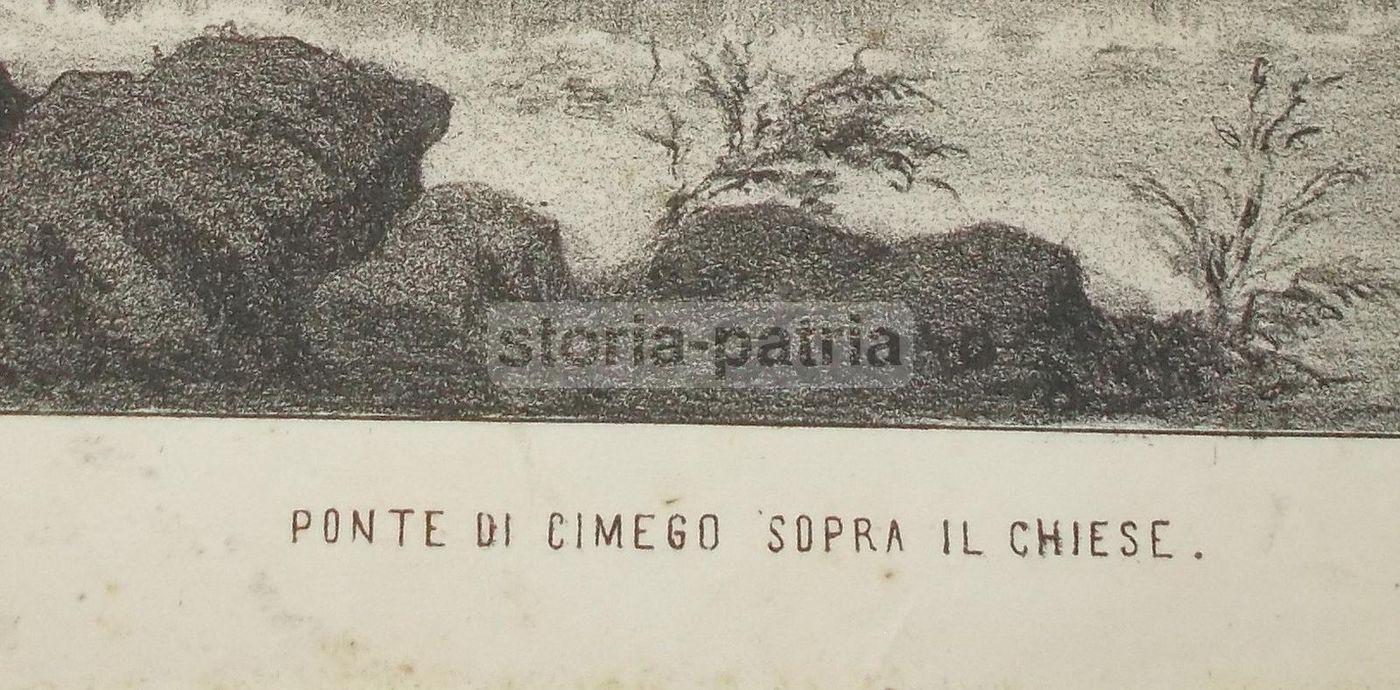 storia-patria
PONTE DI CIMEGO SOPRA IL CHIESE.